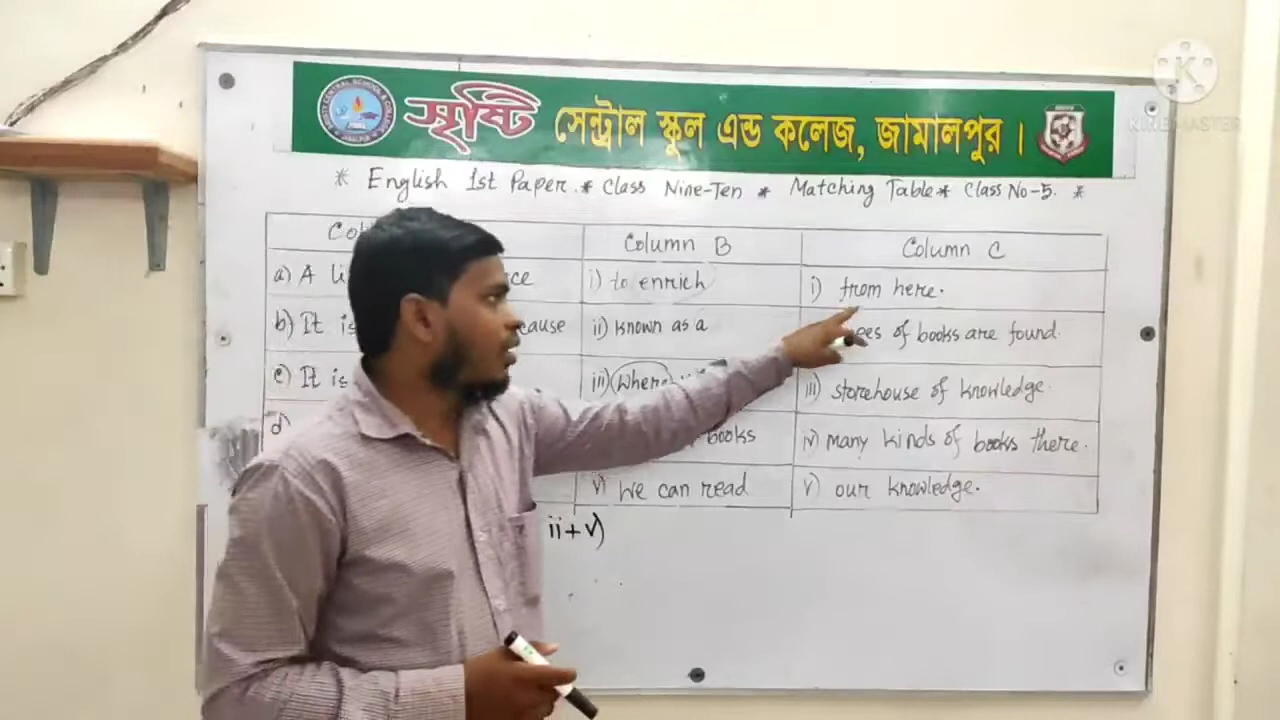 সৃষ্টি সেন্ট্রাল স্কুল এন্ড কলেজ, জামালপুর ।
KINEMASTER
* English 1st Paper * Class Nine-Ten * Matching Table * Class No-5. *
Column B Column C
a) A i) to enrich i) from here.
b) It is ii) known as a of books are found.
c) It is iii) where iii) storehouse of knowledge.
d) books iv) many kinds of books there.
v) we can read v) our knowledge.
ii+v)